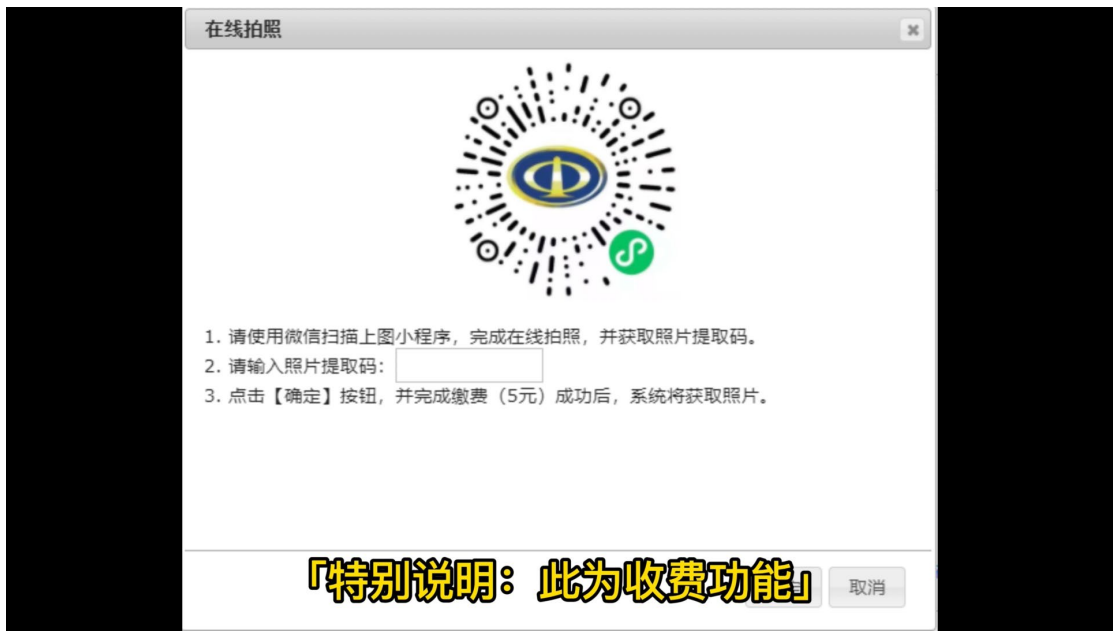 在线拍照
1. 请使用微信扫描上图小程序，完成在线拍照，并获取照片提取码。
2. 请输入照片提取码：
3. 点击【确定】按钮，并完成缴费（5元）成功后，系统将获取照片。
「特别说明：此为收费功能」
取消